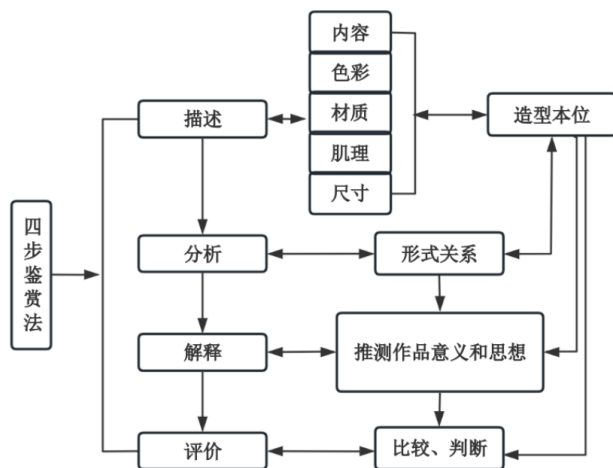 内容
色彩
描述
材质
造型本位
肌理
尺寸
四步鉴赏法
分析
形式关系
解释
推测作品意义和思想
评价
比较、判断